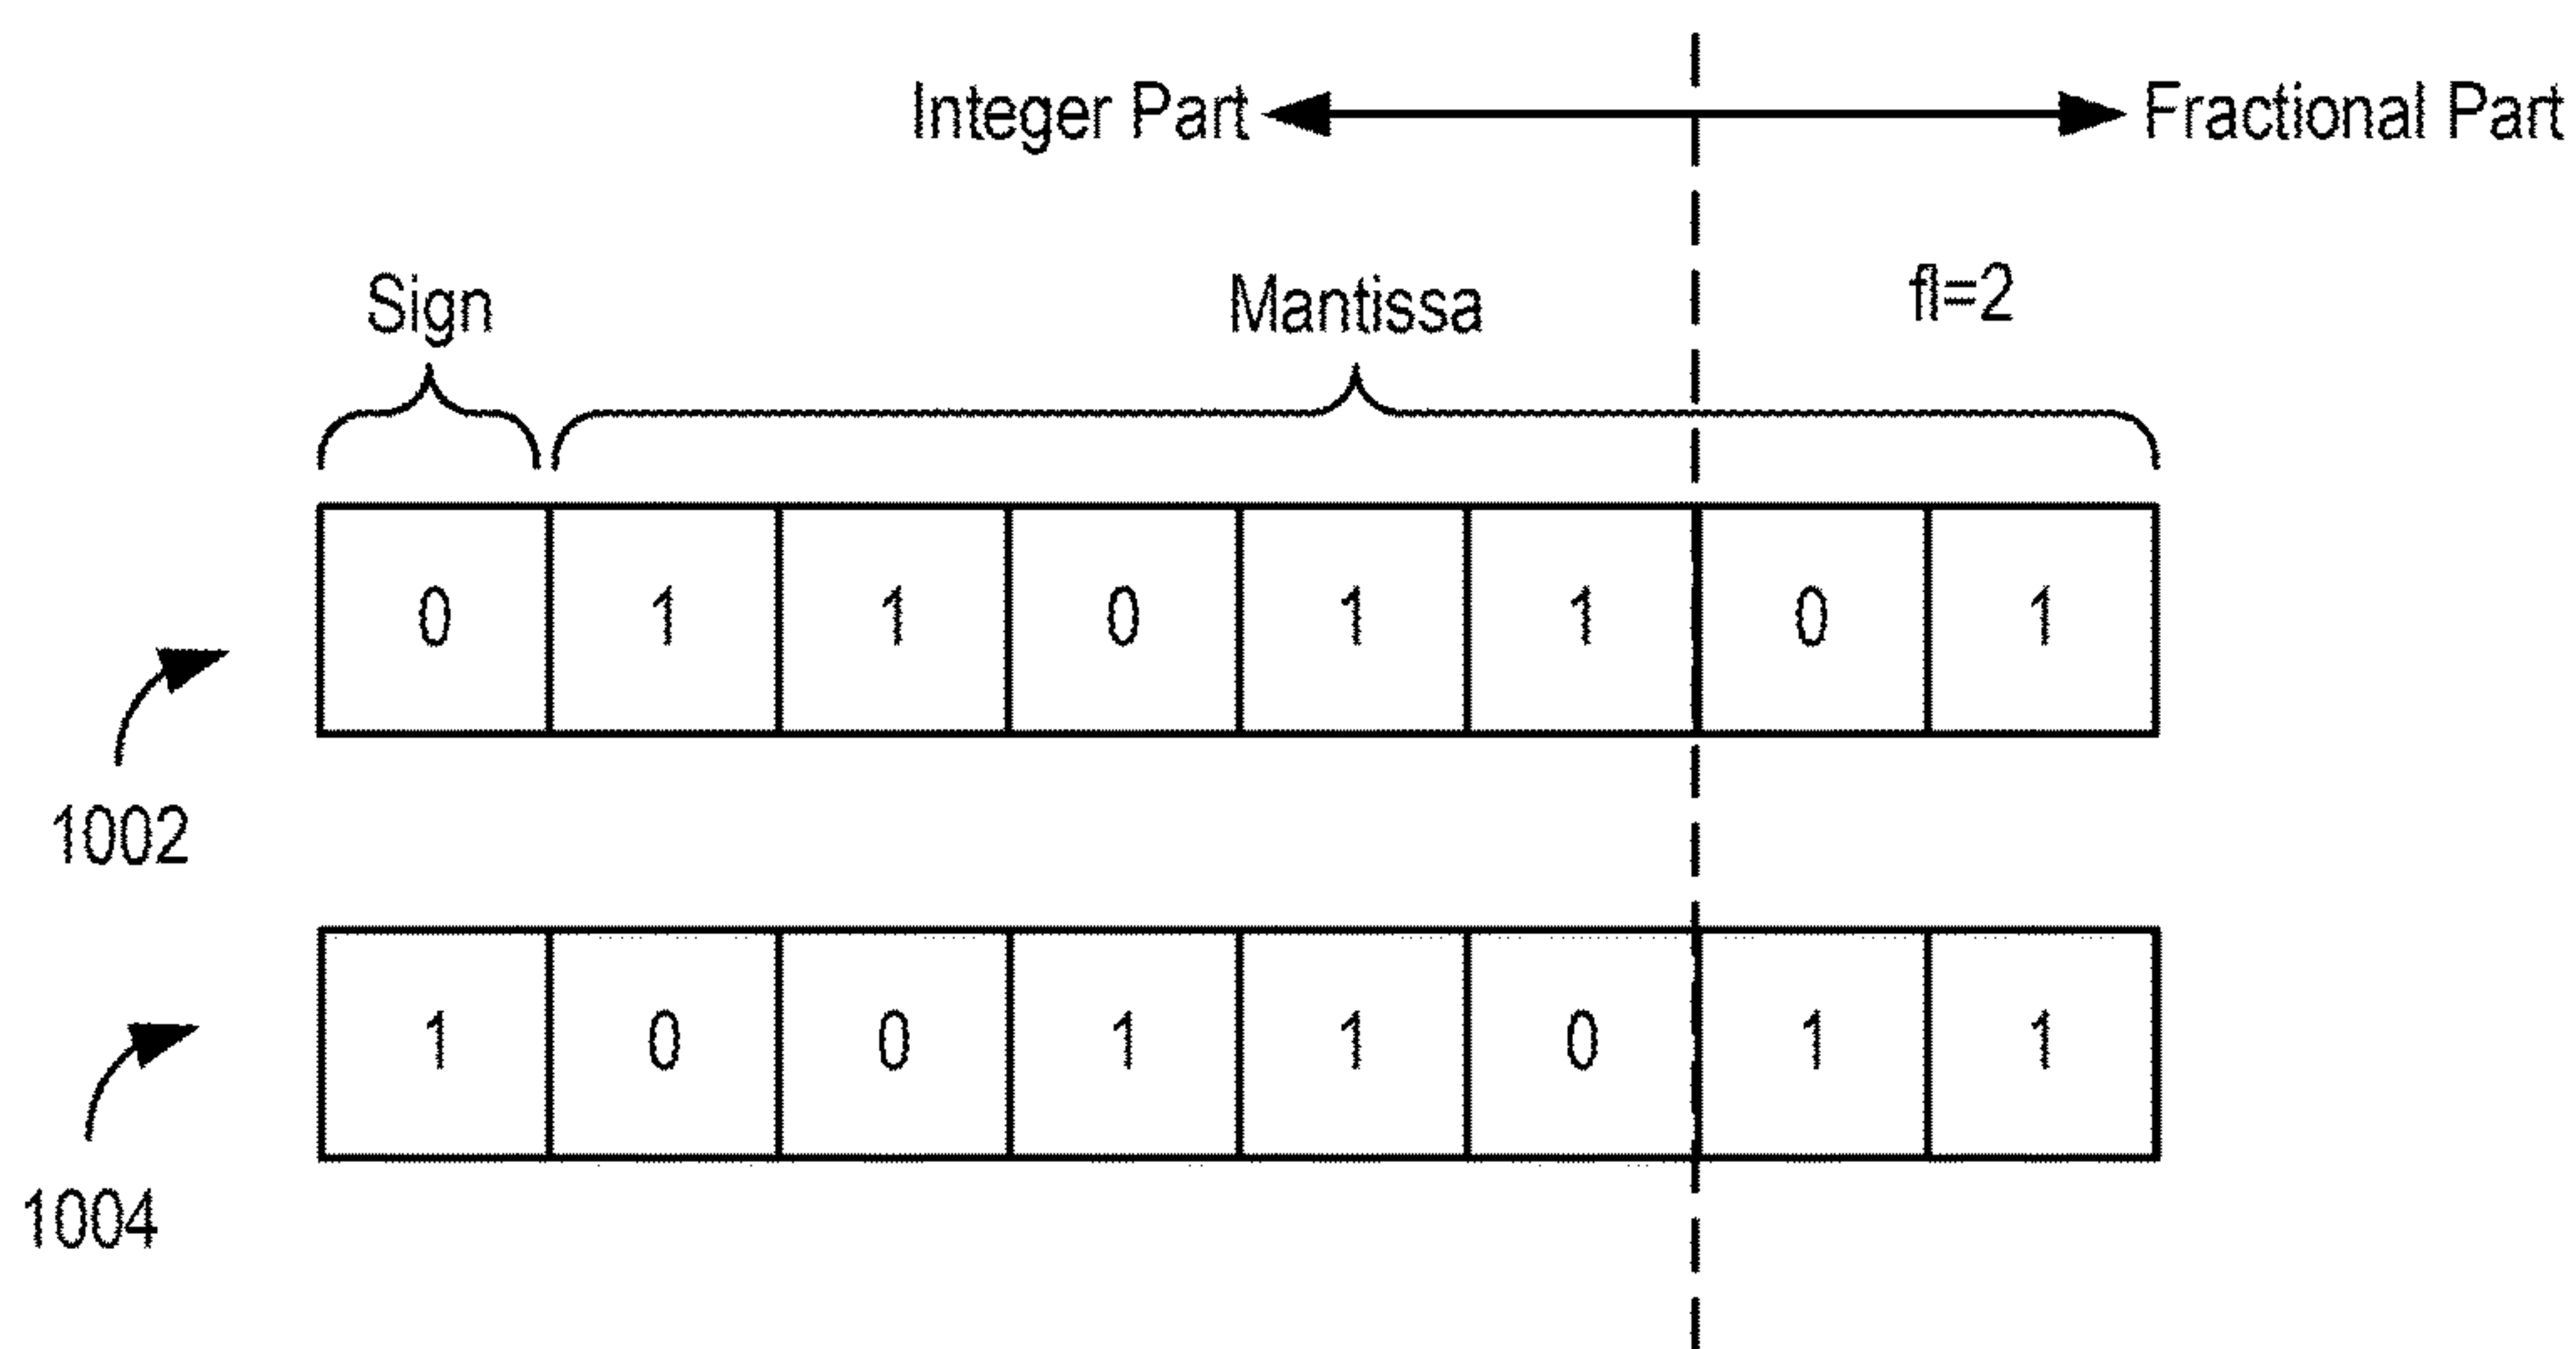 Integer Part Fractional Part
Sign Mantissa fl=2
0 1 1 0 1 1 0 1
1002
1 0 0 1 1 0 1 1
1004